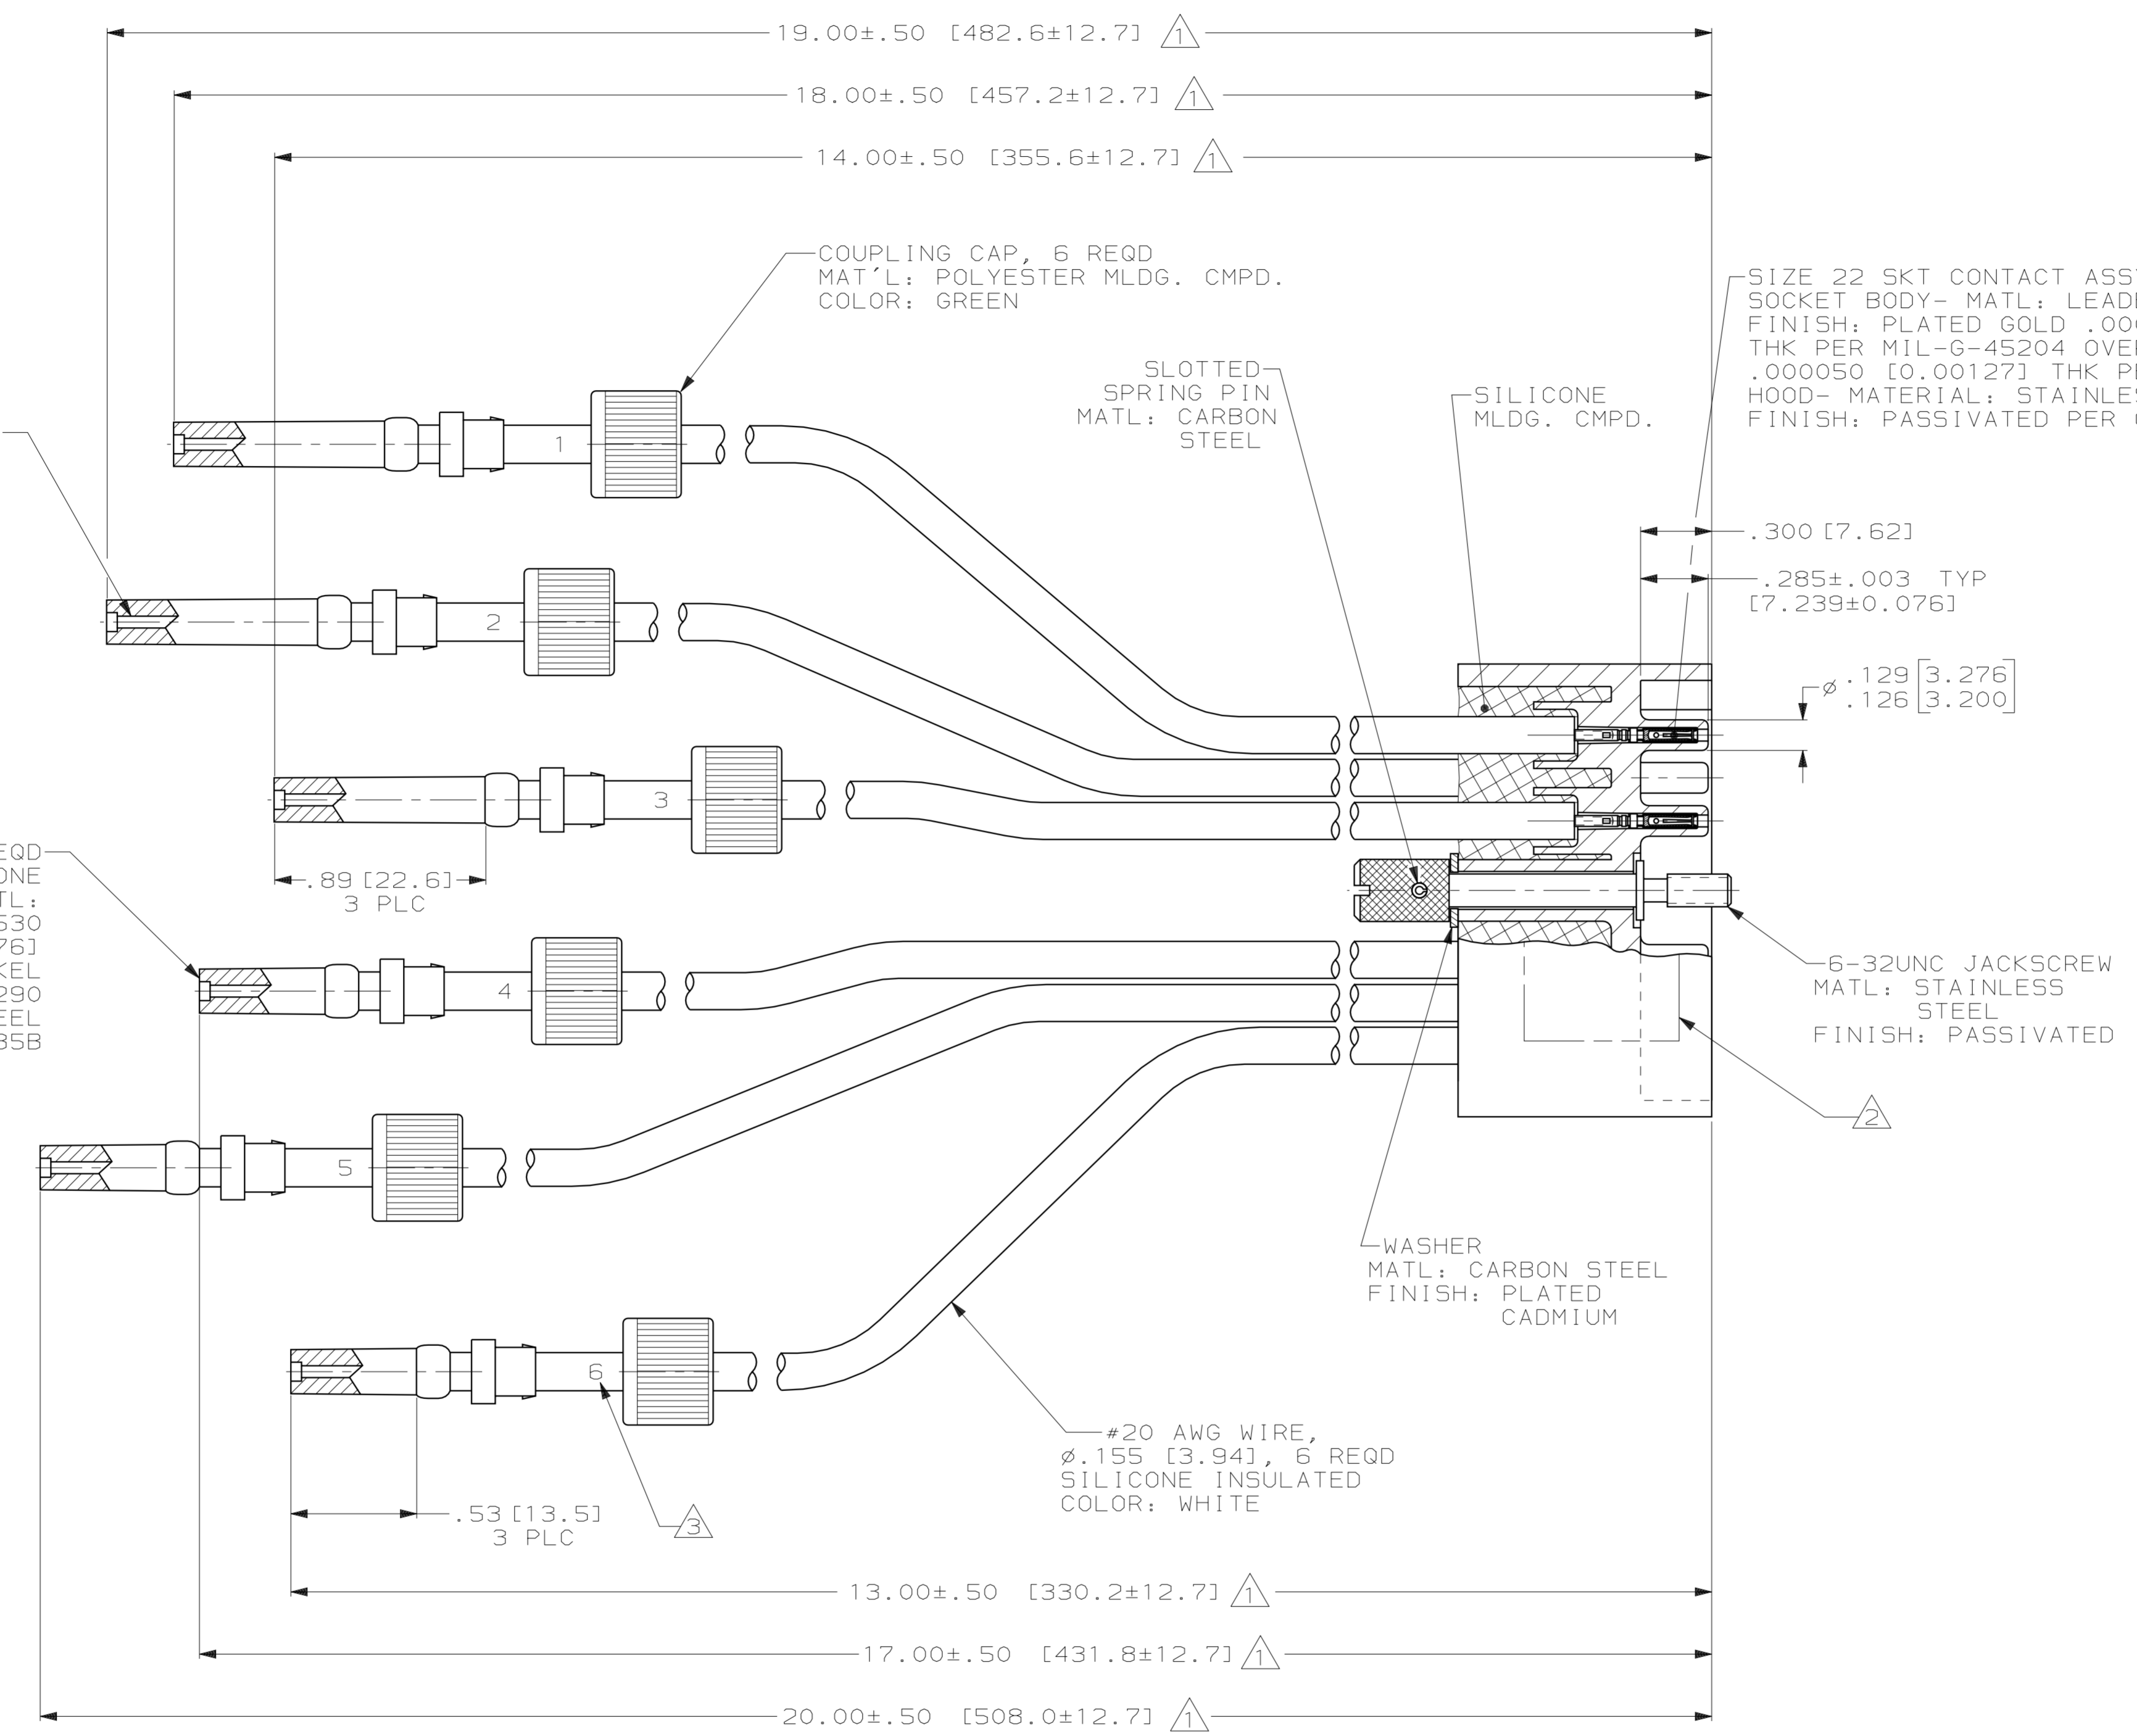 19.00±.50 [482.6±12.7] 1
18.00±.50 [457.2±12.7] 1
14.00±.50 [355.6±12.7] 1
COUPLING CAP, 6 REQD
MAT´L: POLYESTER MLDG. CMPD.
COLOR: GREEN
SLOTTED
SPRING PIN
MATL: CARBON
STEEL
SILICONE
MLDG. CMPD.
SIZE 22 SKT CONTACT
SOCKET BODY- MATL:
FINISH: PLATED GOLD
THK PER MIL-G-45204
.000050 [0.00127] THK
HOOD- MATERIAL:
FINISH: PASSIVATED PER
1
2
3
.300 [7.62]
.285±.003 TYP
[7.239±0.076]
ø .129 [3.276]
.126 [3.200]
.89 [22.6]
3 PLC
TL:
530
76]
290
35B
4
5
6
6-32UNC JACKSCREW
MATL: STAINLESS
STEEL
FINISH: PASSIVATED
2
WASHER
MATL: CARBON STEEL
FINISH: PLATED
CADMIUM
#20 AWG WIRE,
ø.155 [3.94], 6 REQD
SILICONE INSULATED
COLOR: WHITE
.53 [13.5]
3 PLC
3
13.00±.50 [330.2±12.7] 1
17.00±.50 [431.8±12.7] 1
20.00±.50 [508.0±12.7] 1